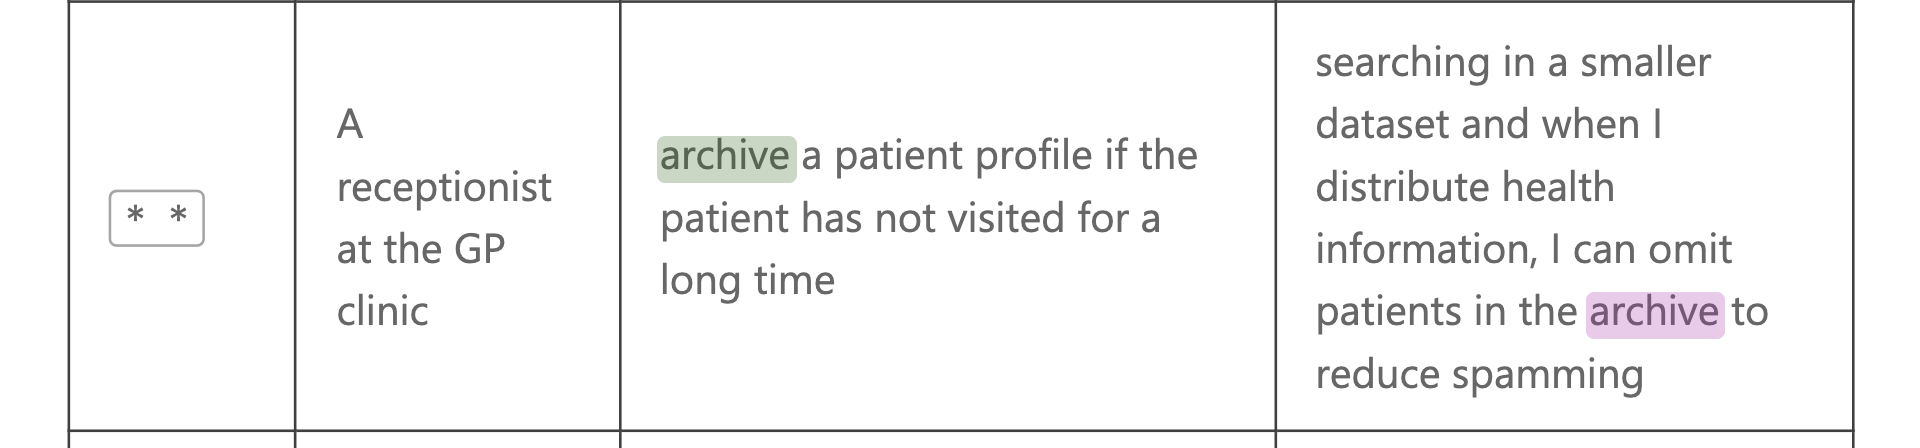 * *
A
receptionist
at the GP
clinic
archive a patient profile if the
patient has not visited for a
long time
searching in a smaller
dataset and when I
distribute health
information, I can omit
patients in the archive to
reduce spamming